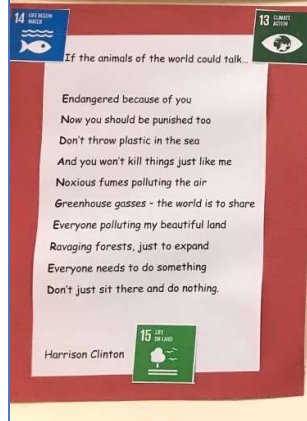 14 LIFE BELOW
WATER
13 CLIMATE
ACTION
If the animals of the world could talk...
Endangered because of you
Now you should be punished too
Don't throw plastic in the sea
And you won't kill things just like me
Noxious fumes polluting the air
Greenhouse gasses - the world is to share
Everyone polluting my beautiful land
Ravaging forests, just to expand
Everyone needs to do something
Don't just sit there and do nothing.
15 LIFE
ON LAND
Harrison Clinton